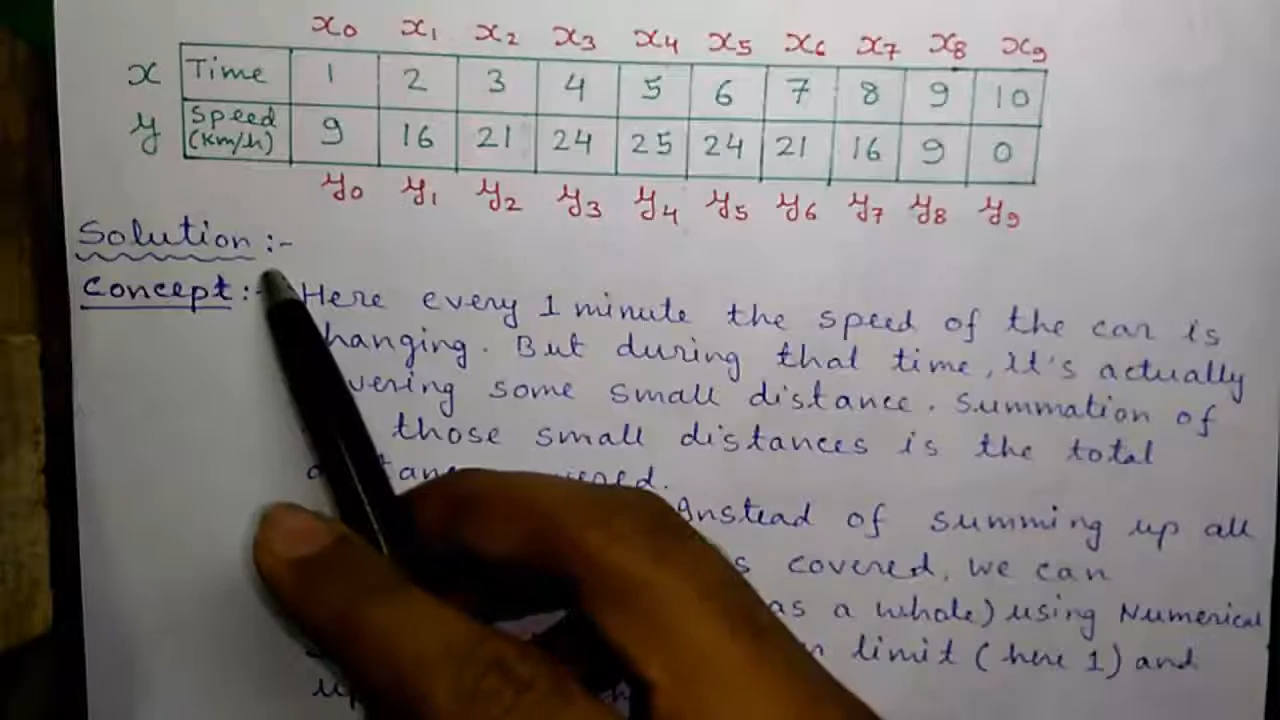 x0 x1 x2 x3 x4 x5 x6 x7 x8 x9
x Time 1 2 3 4 5 6 7 8 9 10
y Speed (Km/h) 9 16 21 24 25 24 21 16 9 0
y0 y1 y2 y3 y4 y5 y6 y7 y8 y9
Solution :-
Concept :- Here every 1 minute the speed of the car is
hanging. But during that time, It's actually
vering some small distance. Summation of
those small distances is the total
Instead of summing up all
s covered, we can
as a whole) using Numerical
limit (here 1) and